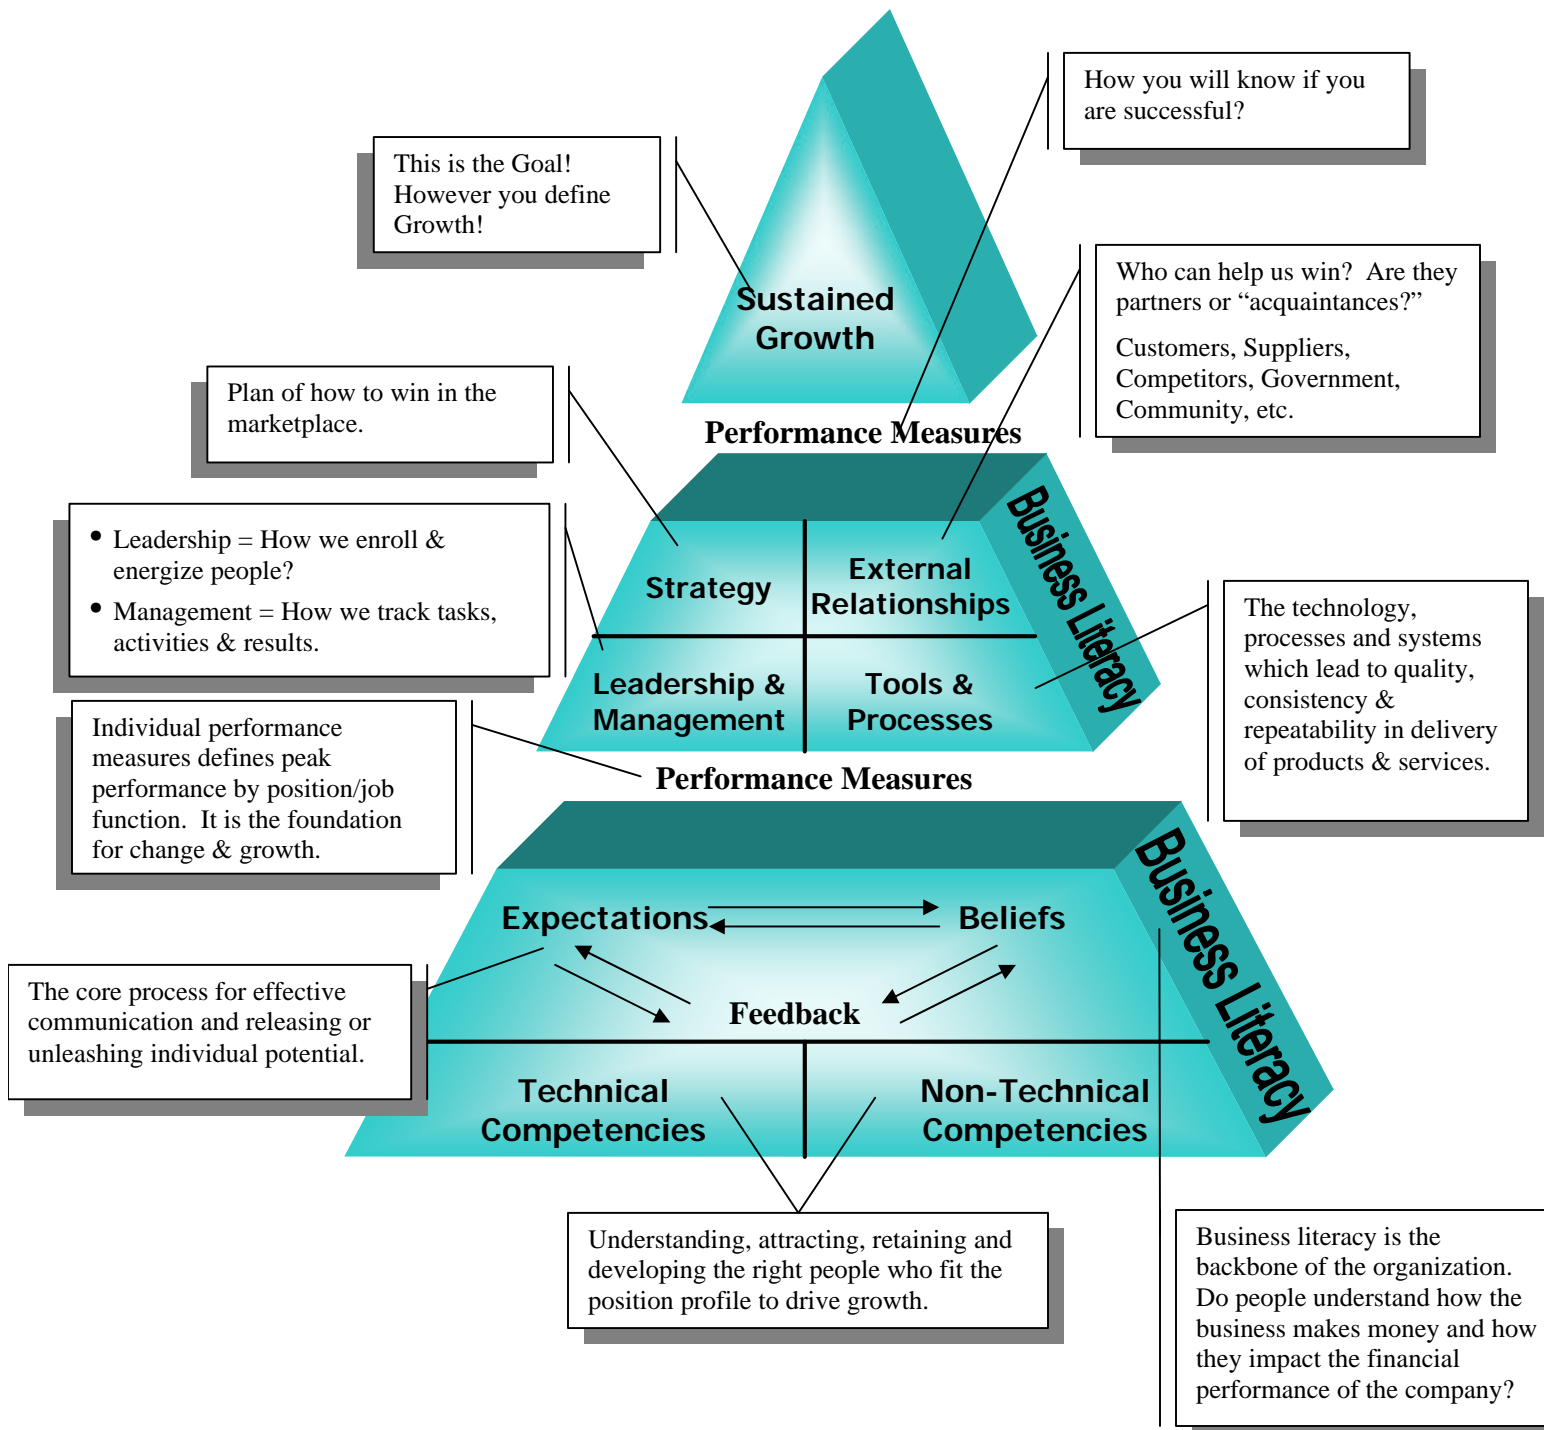 How you will know if you
are successful?
This is the Goal!
However you define
Growth!
Who can help us win?  Are they
partners or “acquaintances?”
Customers, Suppliers,
Competitors, Government,
Community, etc.
Sustained
Growth
Plan of how to win in the
marketplace.
Performance Measures
• Leadership = How we enroll &
energize people?
• Management = How we track tasks,
activities & results.
Strategy
External
Relationships
Business Literacy
Leadership &
Management
Tools &
Processes
The technology,
processes and systems
which lead to quality,
consistency &
repeatability in delivery
of products & services.
Individual performance
measures defines peak
performance by position/job
function.  It is the foundation
for change & growth.
Performance Measures
Expectations
Beliefs
Feedback
Business Literacy
The core process for effective
communication and releasing or
unleashing individual potential.
Technical
Competencies
Non-Technical
Competencies
Understanding, attracting, retaining and
developing the right people who fit the
position profile to drive growth.
Business literacy is the
backbone of the organization.
Do people understand how the
business makes money and how
they impact the financial
performance of the company?